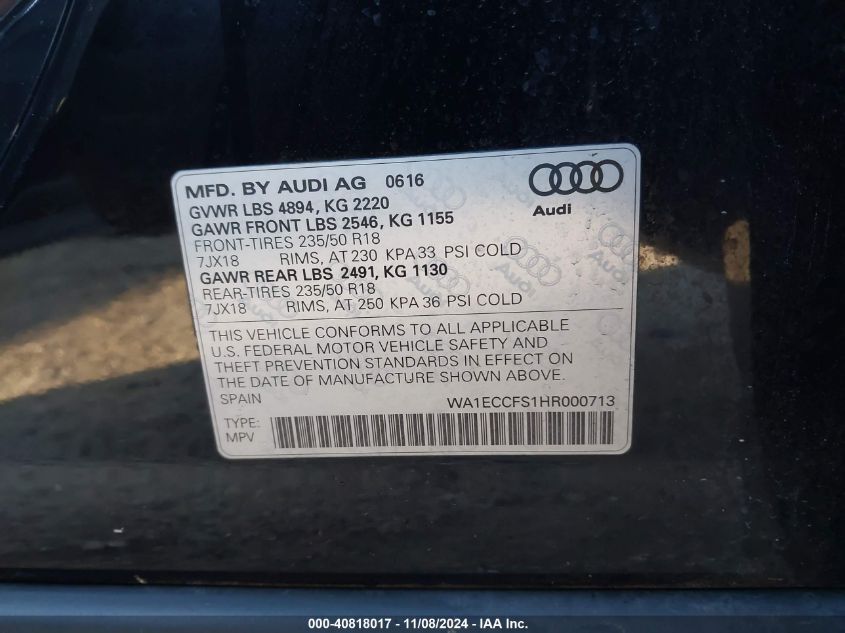 MFD. BY AUDI AG 0616
GVWR LBS 4894, KG 2220
GAWR FRONT LBS 2546, KG 1155
FRONT-TIRES 235/50 R18
7JX18 RIMS, AT 230 KPA 33 PSI COLD
GAWR REAR LBS 2491, KG 1130
REAR-TIRES 235/50 R18
7JX18 RIMS, AT 250 KPA 36 PSI COLD
Audi
THIS VEHICLE CONFORMS TO ALL APPLICABLE
U.S. FEDERAL MOTOR VEHICLE SAFETY AND
THEFT PREVENTION STANDARDS IN EFFECT ON
THE DATE OF MANUFACTURE SHOWN ABOVE.
SPAIN WA1ECCFS1HR000713
TYPE:
MPV
000-40818017 - 11/08/2024 - IAAI.com